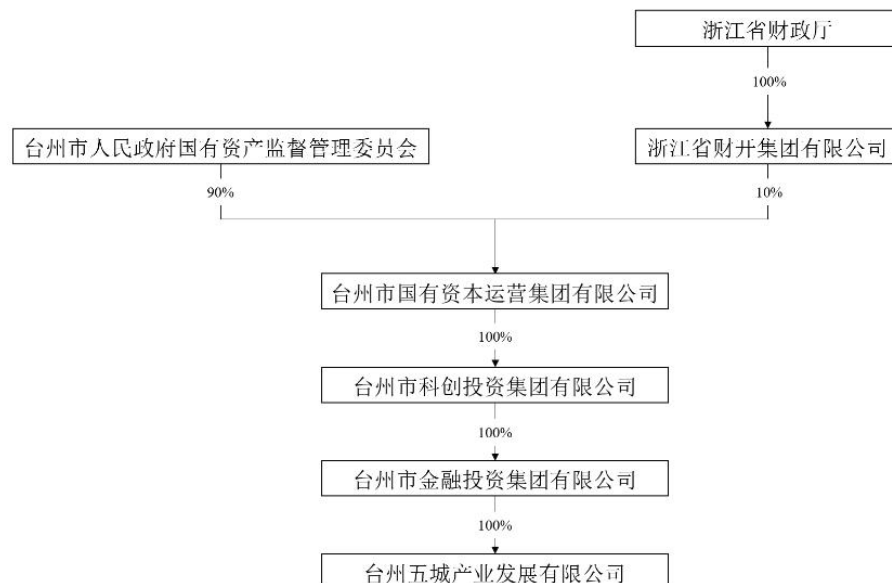 浙江省财政厅
100%
台州市人民政府国有资产监督管理委员会
浙江省财开集团有限公司
90%
10%
台州市国有资本运营集团有限公司
100%
台州市科创投资集团有限公司
100%
台州市金融投资集团有限公司
100%
台州五城产业发展有限公司